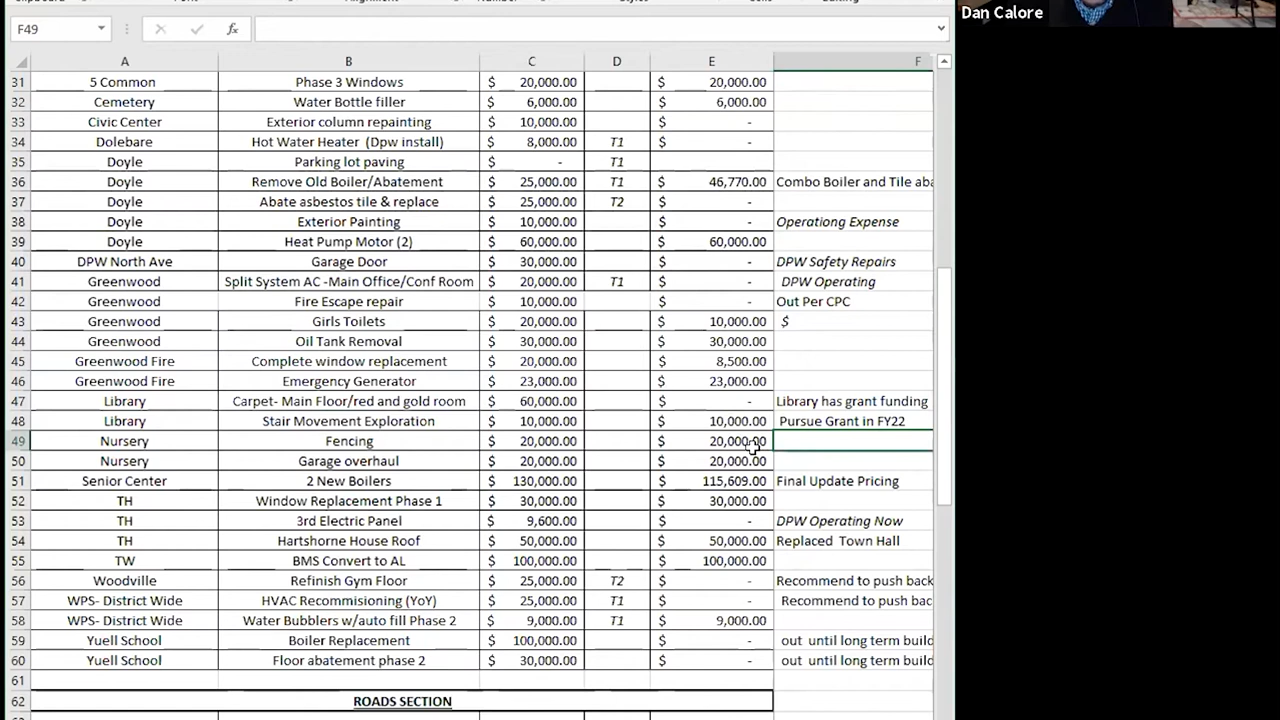 Dan Calore
F49 fx
A B C D E F
31 5 Common Phase 3 Windows $ 20,000.00 $ 20,000.00
32 Cemetery Water Bottle filler $ 6,000.00 $ 6,000.00
33 Civic Center Exterior column repainting $ 10,000.00 $ -
34 Dolebare Hot Water Heater (Dpw install) $ 8,000.00 T1 $ -
35 Doyle Parking lot paving $ - T1
36 Doyle Remove Old Boiler/Abatement $ 25,000.00 T1 $ 46,770.00 Combo Boiler and Tile aba
37 Doyle Abate asbestos tile & replace $ 25,000.00 T2 $ -
38 Doyle Exterior Painting $ 10,000.00 $ - Operationg Expense
39 Doyle Heat Pump Motor (2) $ 60,000.00 $ 60,000.00
40 DPW North Ave Garage Door $ 30,000.00 $ - DPW Safety Repairs
41 Greenwood Split System AC -Main Office/Conf Room $ 20,000.00 T1 $ - DPW Operating
42 Greenwood Fire Escape repair $ 10,000.00 $ - Out Per CPC
43 Greenwood Girls Toilets $ 20,000.00 $ 10,000.00 $
44 Greenwood Oil Tank Removal $ 30,000.00 $ 30,000.00
45 Greenwood Fire Complete window replacement $ 20,000.00 $ 8,500.00
46 Greenwood Fire Emergency Generator $ 23,000.00 $ 23,000.00
47 Library Carpet- Main Floor/red and gold room $ 60,000.00 $ - Library has grant funding
48 Library Stair Movement Exploration $ 10,000.00 $ 10,000.00 Pursue Grant in FY22
49 Nursery Fencing $ 20,000.00 $ 20,000.00
50 Nursery Garage overhaul $ 20,000.00 $ 20,000.00
51 Senior Center 2 New Boilers $ 130,000.00 $ 115,609.00 Final Update Pricing
52 TH Window Replacement Phase 1 $ 30,000.00 $ 30,000.00
53 TH 3rd Electric Panel $ 9,600.00 $ - DPW Operating Now
54 TH Hartshorne House Roof $ 50,000.00 $ 50,000.00 Replaced Town Hall
55 TW BMS Convert to AL $ 100,000.00 $ 100,000.00
56 Woodville Refinish Gym Floor $ 25,000.00 T2 $ - Recommend to push back
57 WPS- District Wide HVAC Recommisioning (YoY) $ 25,000.00 T1 $ - Recommend to push bac
58 WPS- District Wide Water Bubblers w/auto fill Phase 2 $ 9,000.00 T1 $ 9,000.00
59 Yuell School Boiler Replacement $ 100,000.00 $ - out until long term build
60 Yuell School Floor abatement phase 2 $ 30,000.00 $ - out until long term build
61
62 ROADS SECTION